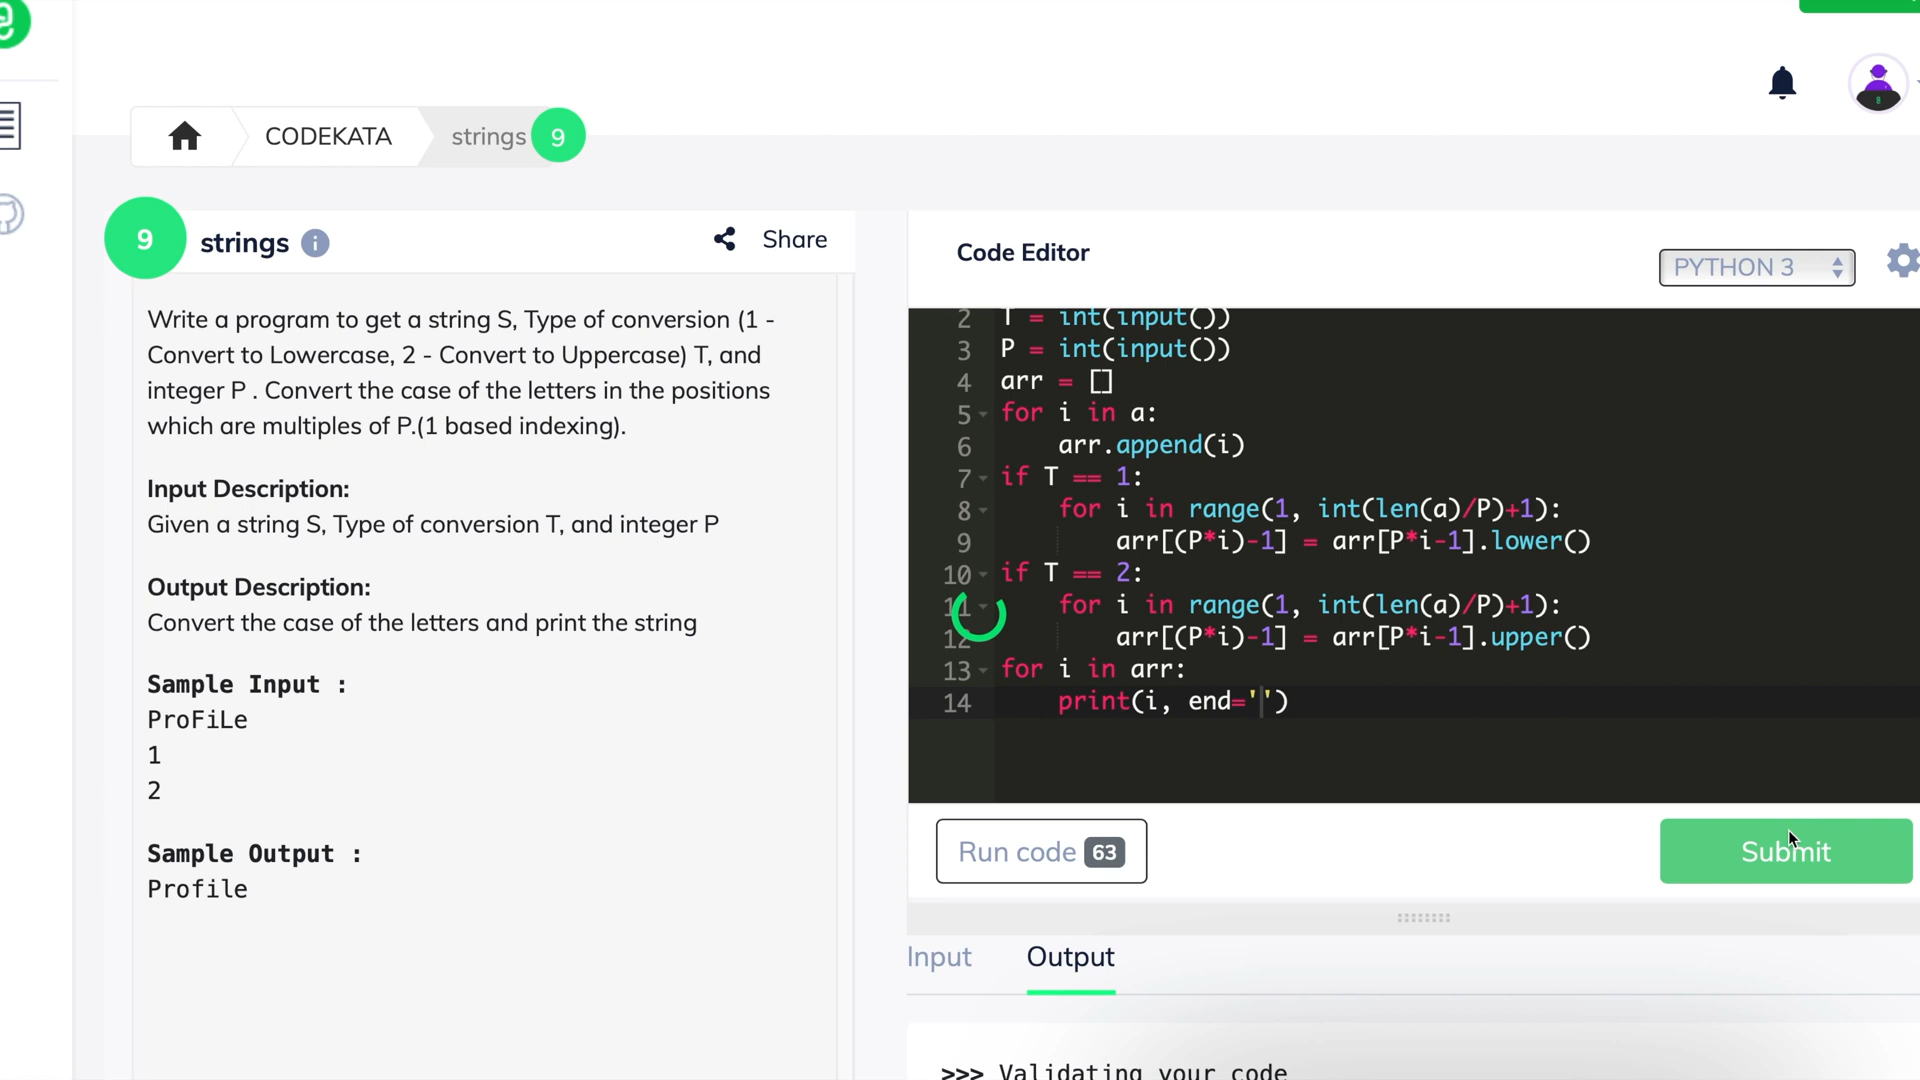 CODEKATA
strings 9
9
strings i
Share
Write a program to get a string S, Type of conversion (1 -
Convert to Lowercase, 2 - Convert to Uppercase) T, and
integer P . Convert the case of the letters in the positions
which are multiples of P.(1 based indexing).
Input Description:
Given a string S, Type of conversion T, and integer P
Output Description:
Convert the case of the letters and print the string
Sample Input :
ProFiLe
1
2
Sample Output :
Profile
Code Editor
PYTHON 3
2 T = int(input())
3 P = int(input())
4 arr = []
5 for i in a:
6 arr.append(i)
7 if T == 1:
8 for i in range(1, int(len(a)/P)+1):
9 arr[(P*i)-1] = arr[P*i-1].lower()
10 if T == 2:
11 for i in range(1, int(len(a)/P)+1):
12 arr[(P*i)-1] = arr[P*i-1].upper()
13 for i in arr:
14 print(i, end='')
Run code 63
Submit
Input
Output
>>> Validating your code